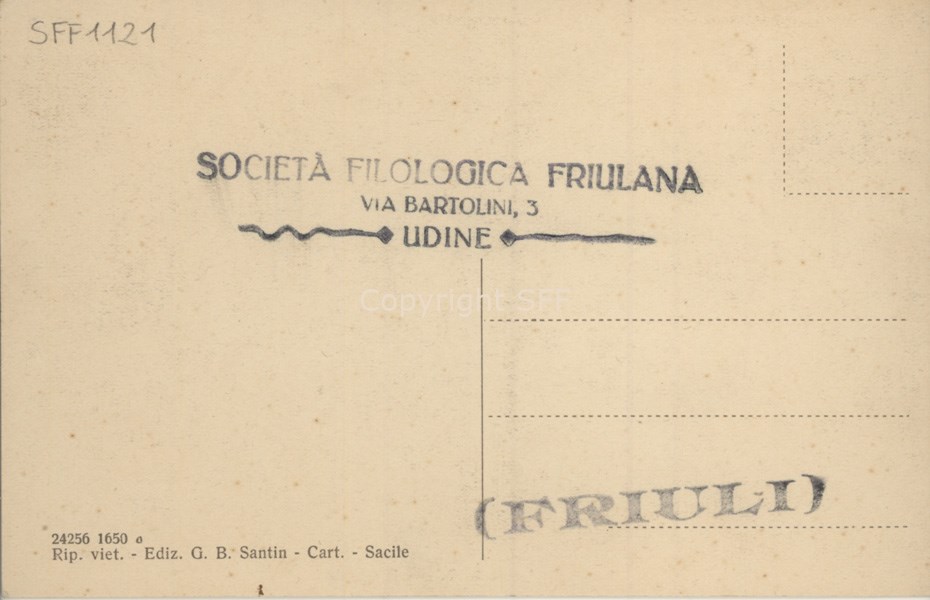 SFF1121
SOCIETÀ FILOLOGICA FRIULANA
VIA BARTOLINI, 3
UDINE
Copyright SFF
(FRIULI)
24256 1650 o
Rip. viet. - Ediz. G. B. Santin - Cart. - Sacile